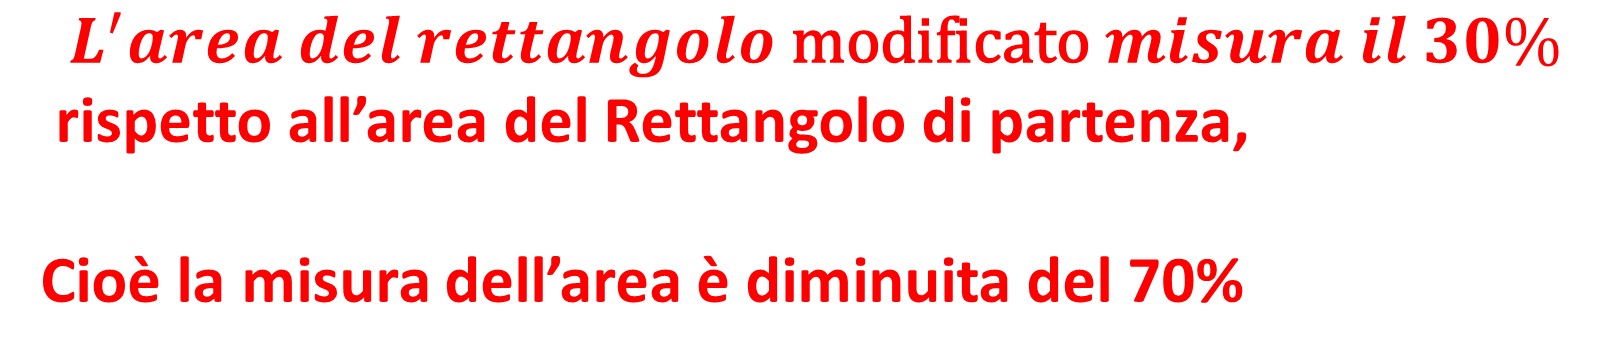 L'area del rettangolo modificato misura il 30%
rispetto all’area del Rettangolo di partenza,
Cioè la misura dell’area è diminuita del 70%